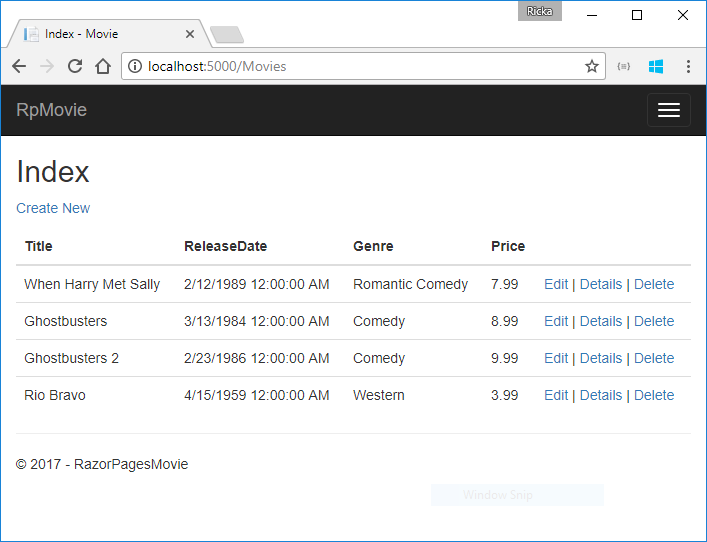 Ricka
Index - Movie
localhost:5000/Movies
RpMovie
Index
Create New
Title ReleaseDate Genre Price
When Harry Met Sally 2/12/1989 12:00:00 AM Romantic Comedy 7.99 Edit | Details | Delete
Ghostbusters 3/13/1984 12:00:00 AM Comedy 8.99 Edit | Details | Delete
Ghostbusters 2 2/23/1986 12:00:00 AM Comedy 9.99 Edit | Details | Delete
Rio Bravo 4/15/1959 12:00:00 AM Western 3.99 Edit | Details | Delete
© 2017 - RazorPagesMovie
Window Snip